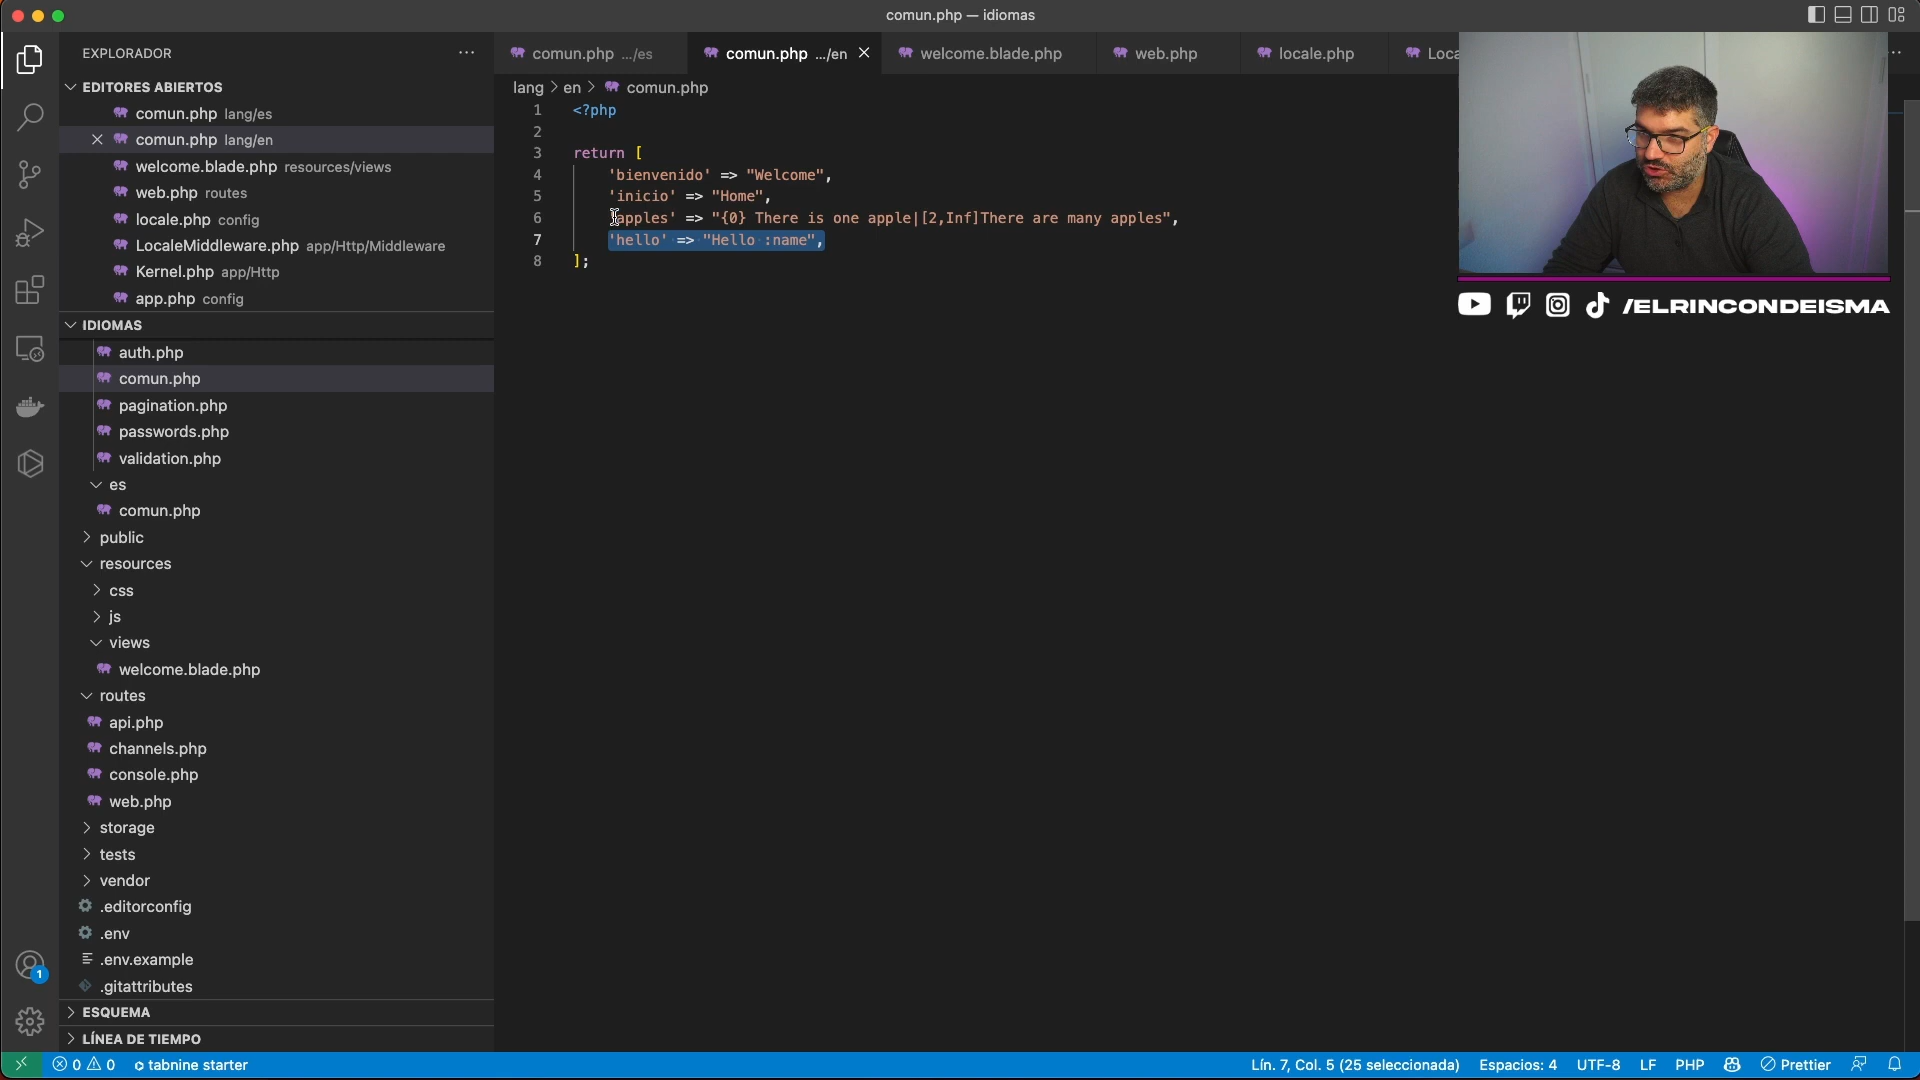 comun.php — idiomas
EXPLORADOR
EDITORES ABIERTOS
comun.php lang/es
comun.php lang/en
welcome.blade.php resources/views
web.php routes
locale.php config
LocaleMiddleware.php app/Http/Middleware
Kernel.php app/Http
app.php config
IDIOMAS
auth.php
comun.php
pagination.php
passwords.php
validation.php
es
comun.php
public
resources
css
js
views
welcome.blade.php
routes
api.php
channels.php
console.php
web.php
storage
tests
vendor
.editorconfig
.env
.env.example
.gitattributes
ESQUEMA
LÍNEA DE TIEMPO
comun.php .../es
comun.php .../en
welcome.blade.php
web.php
locale.php
Loca
lang > en > comun.php
1 <?php
2
3 return [
4 'bienvenido' => "Welcome",
5 'inicio' => "Home",
6 'apples' => "{0} There is one apple|[2,Inf]There are many apples",
7 'hello' => "Hello :name",
8 ];
/ELRINCONDEISMA
1
0 0 tabnine starter
Lín. 7, Col. 5 (25 seleccionada) Espacios: 4 UTF-8 LF PHP Prettier